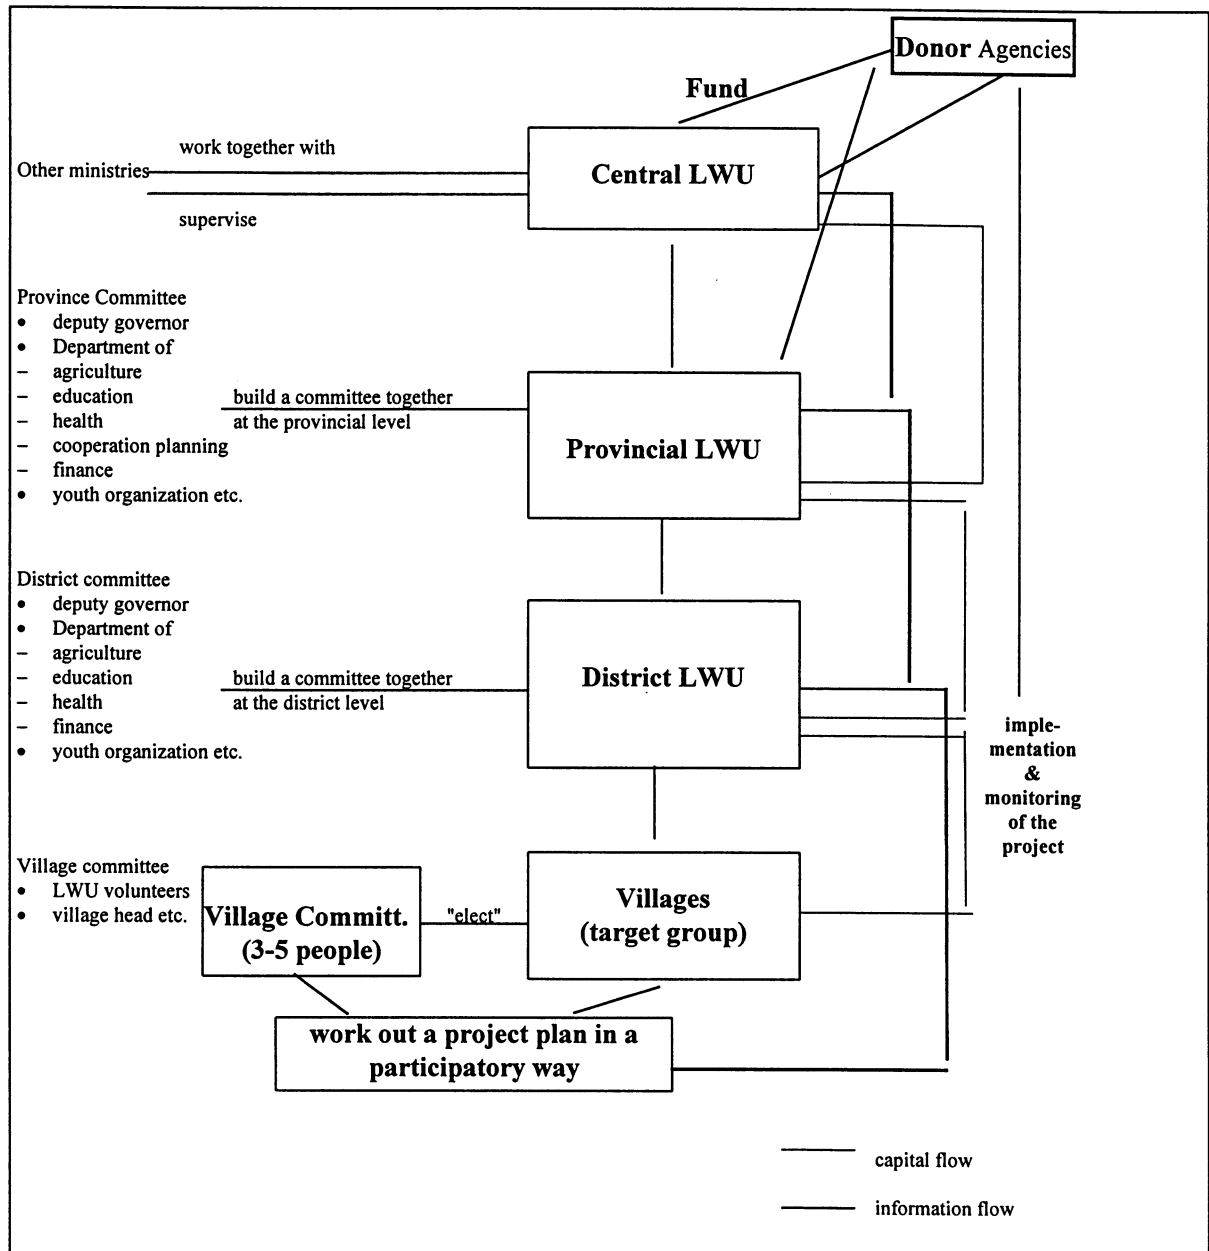 Donor Agencies
Fund
work together with
Other ministries
Central LWU
supervise
Province Committee
• deputy governor
• Department of
– agriculture
– education
– health
– cooperation planning
– finance
• youth organization etc.
build a committee together
at the provincial level
Provincial LWU
District committee
• deputy governor
• Department of
– agriculture
– education
– health
– finance
• youth organization etc.
build a committee together
at the district level
District LWU
imple-
mentation
&
monitoring
of the
project
Village committee
• LWU volunteers
• village head etc.
Village Committ.
(3-5 people)
"elect"
Villages
(target group)
work out a project plan in a
participatory way
capital flow
information flow